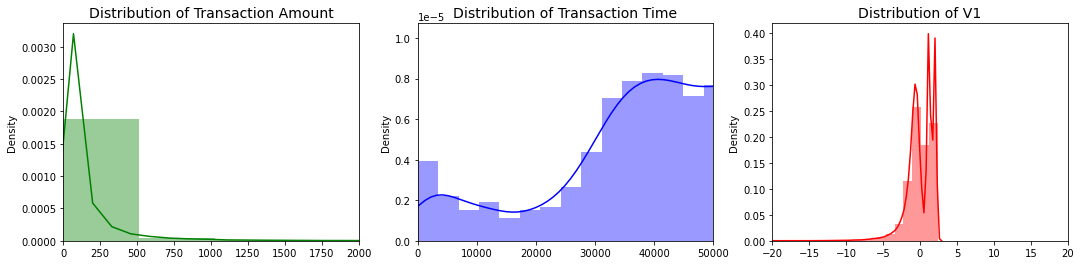 Distribution of Transaction Amount
Density
0.0030
0.0025
0.0020
0.0015
0.0010
0.0005
0.0000
0 250 500 750 1000 1250 1500 1750 2000
Distribution of Transaction Time
1e-5
Density
1.0
0.8
0.6
0.4
0.2
0.0
0 10000 20000 30000 40000 50000
Distribution of V1
Density
0.40
0.35
0.30
0.25
0.20
0.15
0.10
0.05
0.00
−20 −15 −10 −5 0 5 10 15 20